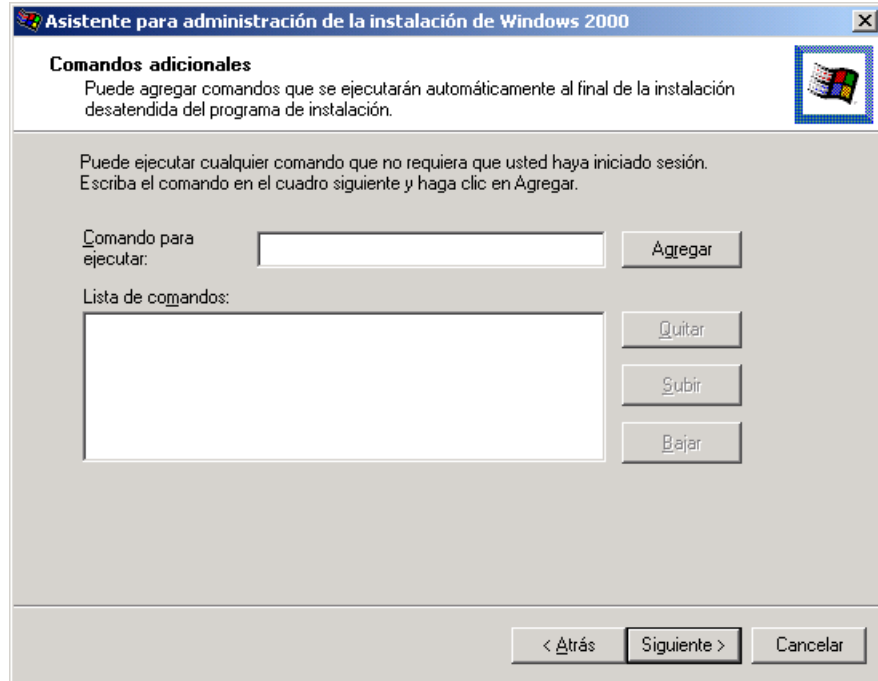 Asistente para administración de la instalación de Windows 2000
Comandos adicionales
Puede agregar comandos que se ejecutarán automáticamente al final de la instalación
desatendida del programa de instalación.
Puede ejecutar cualquier comando que no requiera que usted haya iniciado sesión.
Escriba el comando en el cuadro siguiente y haga clic en Agregar.
Comando para
ejecutar:
Agregar
Lista de comandos:
Quitar
Subir
Bajar
< Atrás
Siguiente >
Cancelar